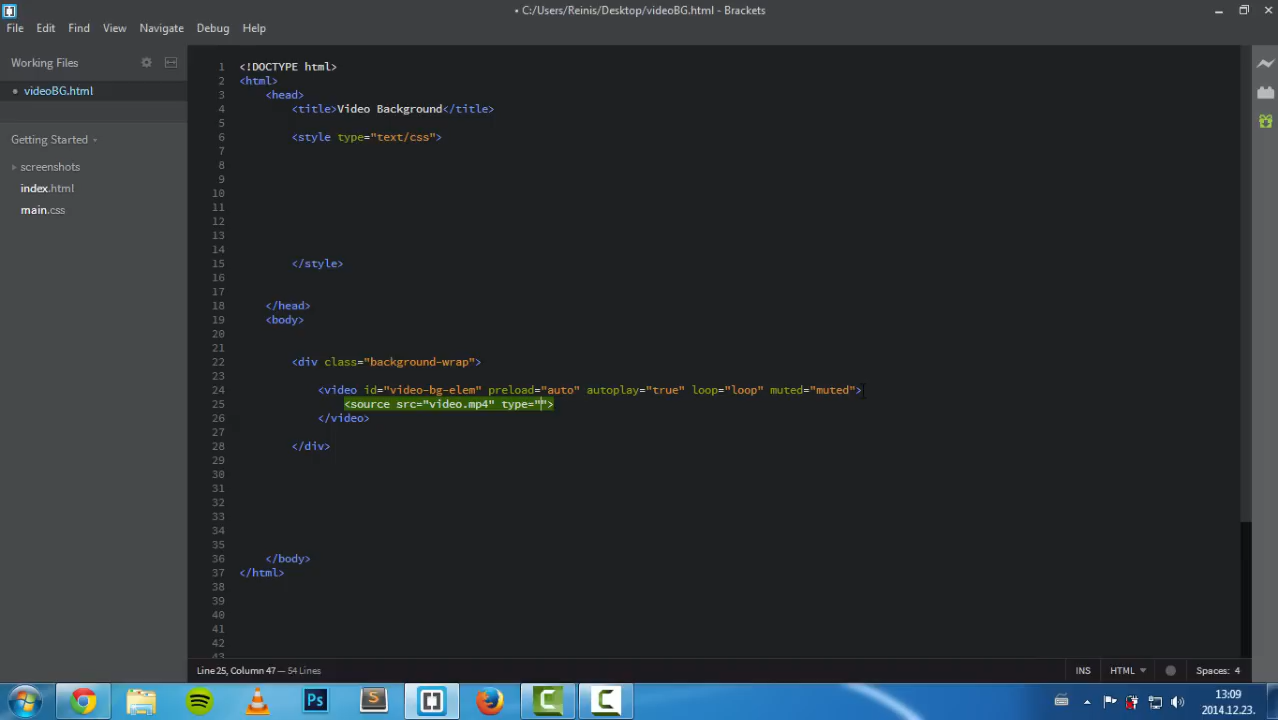 • C:/Users/Reinis/Desktop/videoBG.html - Brackets
File Edit Find View Navigate Debug Help
Working Files
• videoBG.html
Getting Started
screenshots
index.html
main.css
1 <!DOCTYPE html>
2 <html>
3 <head>
4 <title>Video Background</title>
5
6 <style type="text/css">
7
8
9
10
11
12
13
14
15 </style>
16
17
18 </head>
19 <body>
20
21
22 <div class="background-wrap">
23
24 <video id="video-bg-elem" preload="auto" autoplay="true" loop="loop" muted="muted">
25 <source src="video.mp4" type="">
26 </video>
27
28 </div>
29
30
31
32
33
34
35
36 </body>
37 </html>
38
39
40
41
42
43
Line 25, Column 47 — 54 Lines
INS HTML Spaces: 4
Ps S
13:09
2014.12.23.